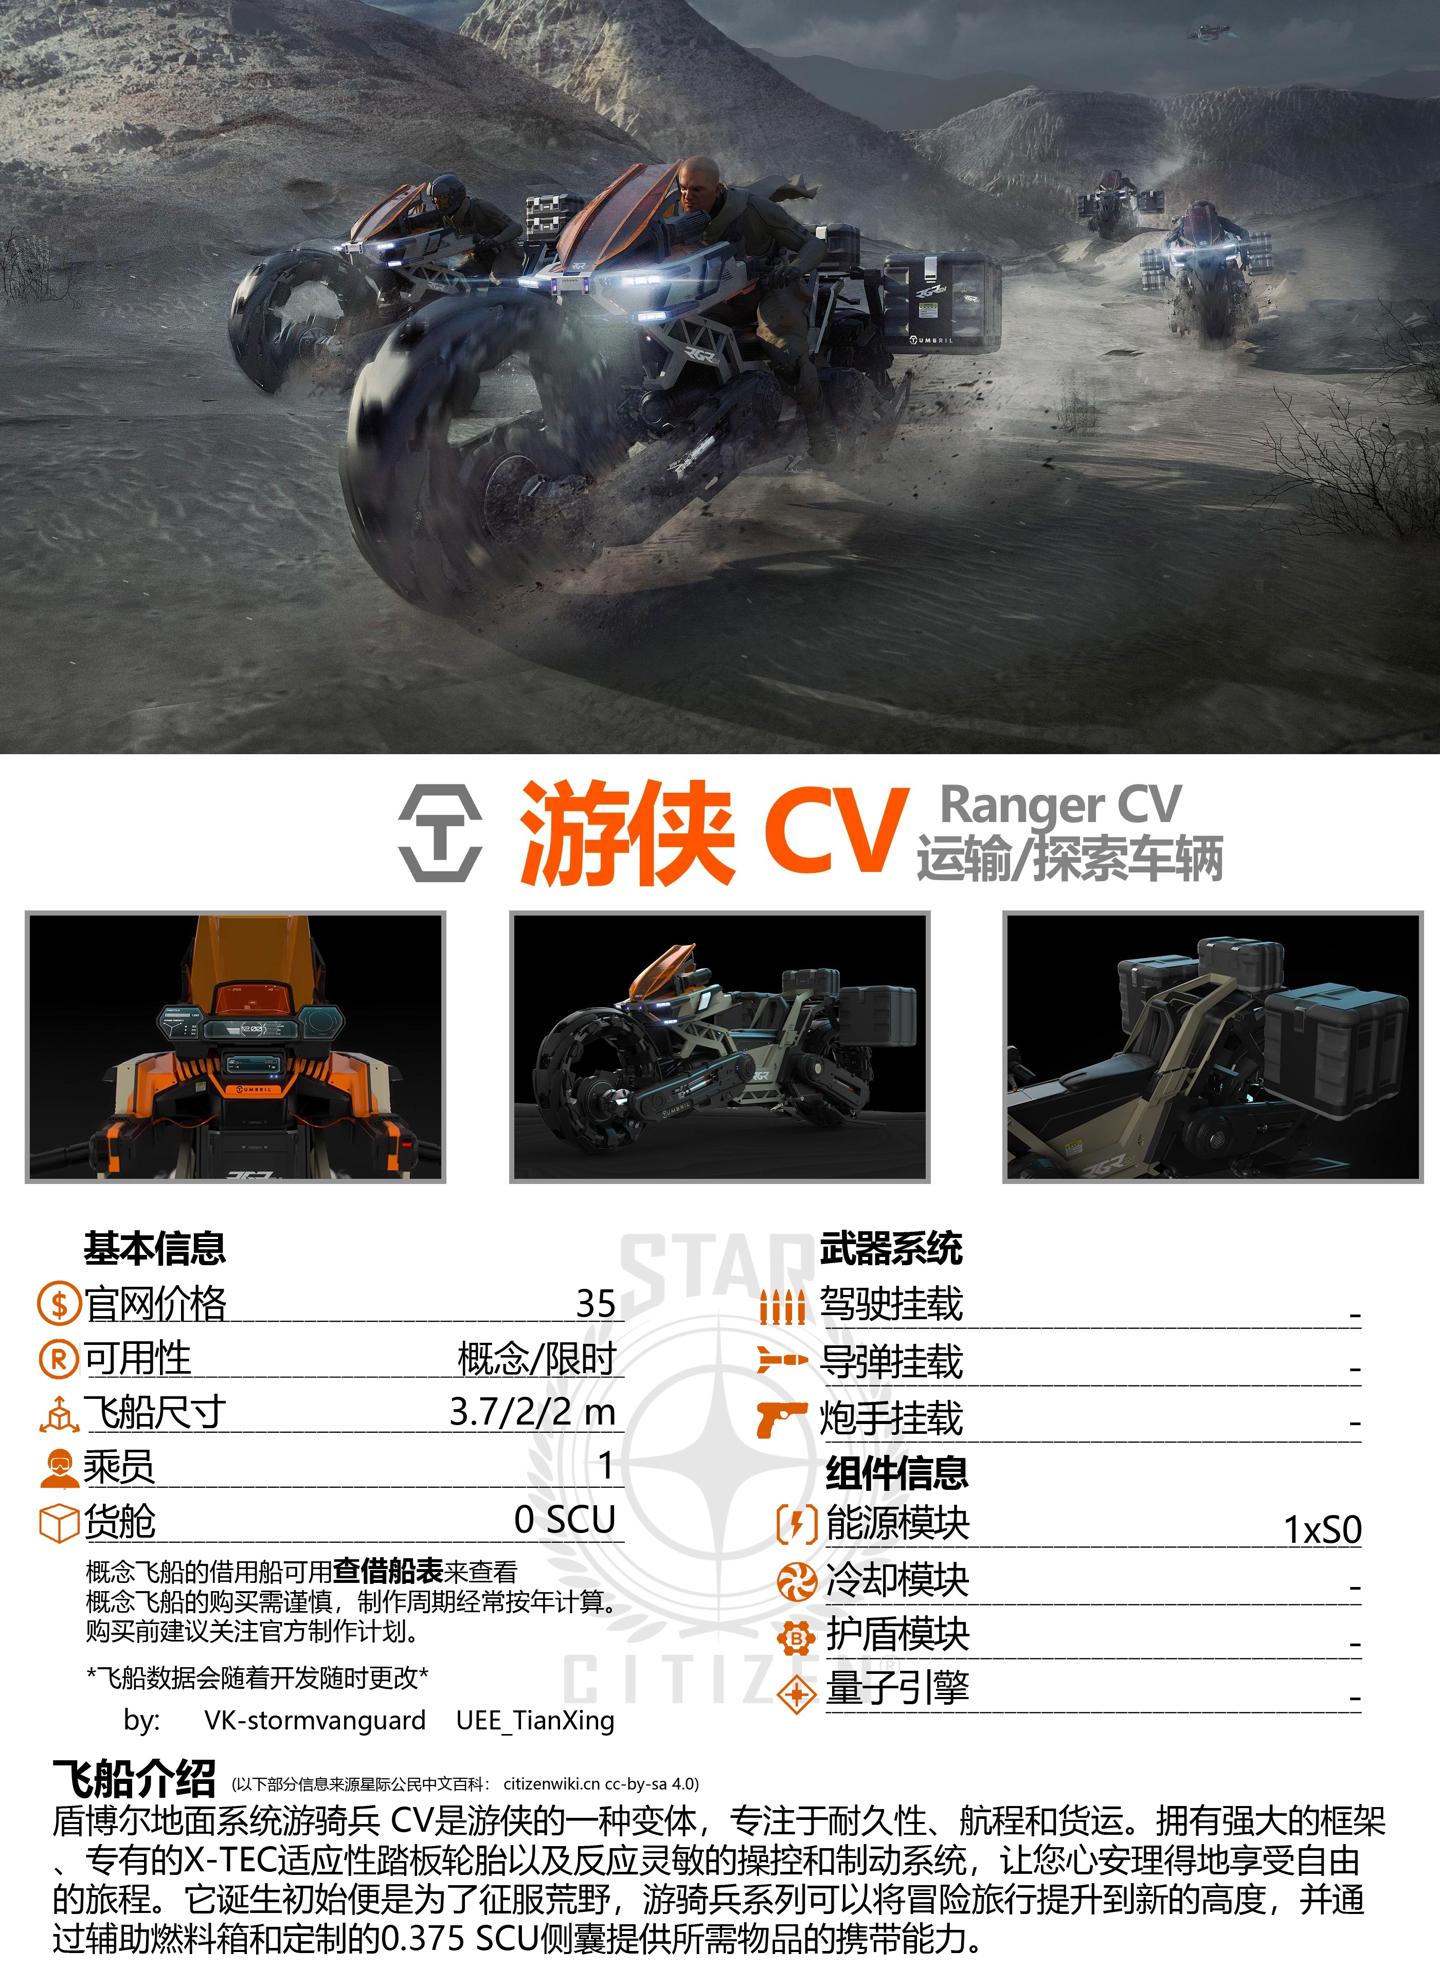 RGR
TUMBRIL
RGR
游侠 CV
Ranger CV
运输/探索车辆
12:00
TUMBRIL
RGR
RGR
TUMBRIL
RGR
基本信息
官网价格 35
可用性 概念/限时
飞船尺寸 3.7/2/2 m
乘员 1
货舱 0 SCU
概念飞船的借用船可用查借船表来查看
概念飞船的购买需谨慎，制作周期经常按年计算。
购买前建议关注官方制作计划。
*飞船数据会随着开发随时更改*
by: VK-stormvanguard UEE_TianXing
STAR
CITIZEN
武器系统
驾驶挂载 -
导弹挂载 -
炮手挂载 -
组件信息
能源模块 1xS0
冷却模块 -
护盾模块 -
量子引擎 -
飞船介绍 (以下部分信息来源星际公民中文百科： citizenwiki.cn cc-by-sa 4.0)
盾博尔地面系统游骑兵 CV是游侠的一种变体，专注于耐久性、航程和货运。拥有强大的框架
、专有的X-TEC适应性踏板轮胎以及反应灵敏的操控和制动系统，让您心安理得地享受自由
的旅程。它诞生初始便是为了征服荒野，游骑兵系列可以将冒险旅行提升到新的高度，并通
过辅助燃料箱和定制的0.375 SCU侧囊提供所需物品的携带能力。